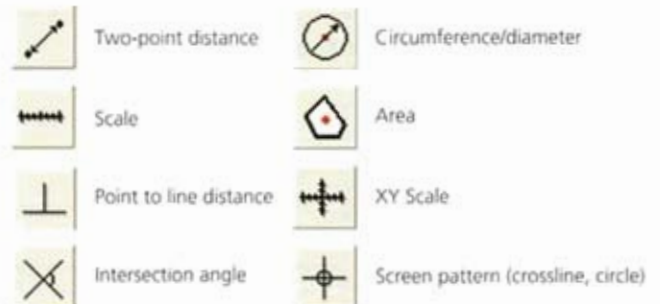 Two-point distance
Circumference/diameter
Scale
Area
Point to line distance
XY Scale
Intersection angle
Screen pattern (crossline, circle)